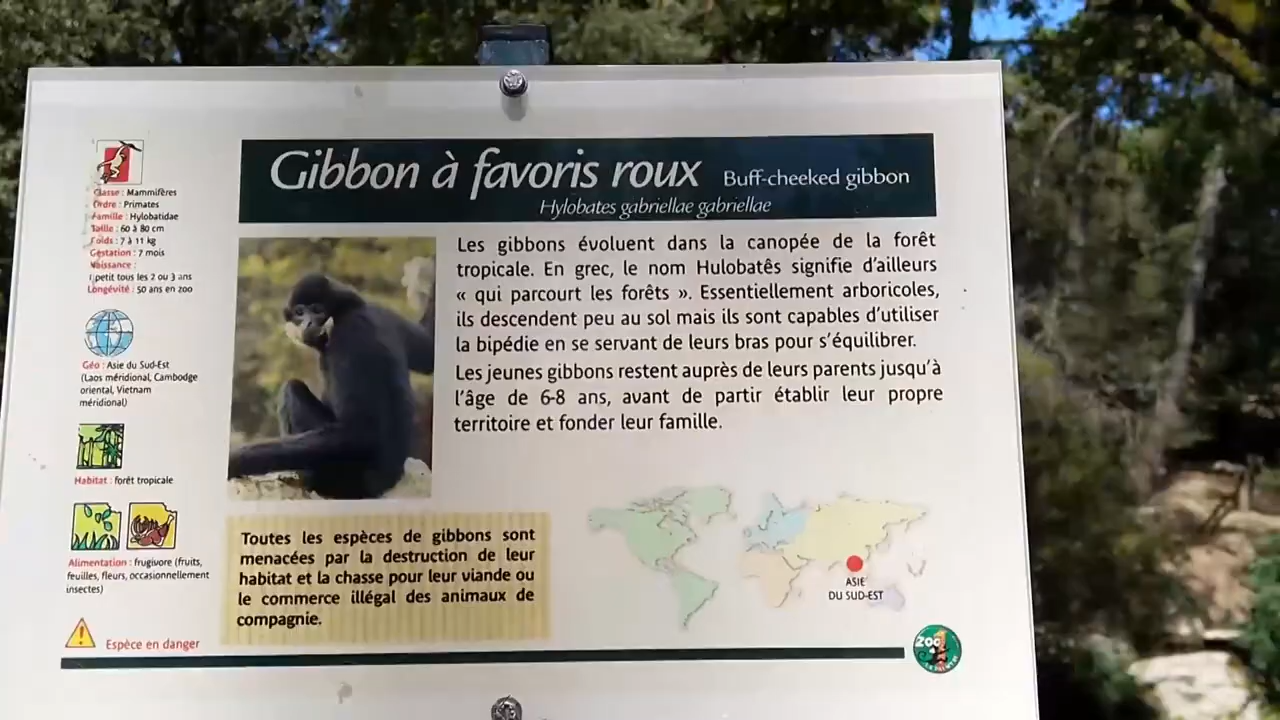 Gibbon à favoris roux Buff-cheeked gibbon
Hylobates gabriellae gabriellae
Classe : Mammifères
Ordre : Primates
Famille : Hylobatidae
Taille : 60 à 80 cm
Poids : 7 à 11 kg
Gestation : 7 mois
Naissance :
1 petit tous les 2 ou 3 ans
Longévité : 50 ans en zoo
Géo : Asie du Sud-Est
(Laos méridional, Cambodge
oriental, Vietnam
méridional)
Habitat : forêt tropicale
Alimentation : frugivore (fruits,
feuilles, fleurs, occasionnellement
insectes)
Espèce en danger
Les gibbons évoluent dans la canopée de la forêt
tropicale. En grec, le nom Hulobatês signifie d'ailleurs
« qui parcourt les forêts ». Essentiellement arboricoles,
ils descendent peu au sol mais ils sont capables d'utiliser
la bipédie en se servant de leurs bras pour s'équilibrer.
Les jeunes gibbons restent auprès de leurs parents jusqu'à
l'âge de 6-8 ans, avant de partir établir leur propre
territoire et fonder leur famille.
Toutes les espèces de gibbons sont
menacées par la destruction de leur
habitat et la chasse pour leur viande ou
le commerce illégal des animaux de
compagnie.
ASIE
DU SUD-EST
ZOO